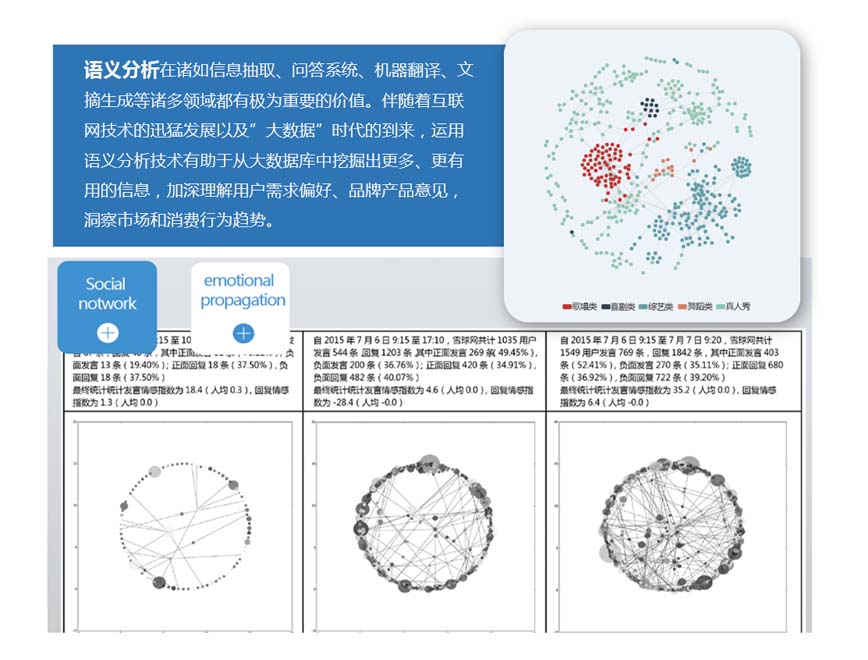 语义分析在诸如信息抽取、问答系统、机器翻译、文
摘生成等诸多领域都有极为重要的价值。伴随着互联
网技术的迅猛发展以及”大数据”时代的到来，运用
语义分析技术有助于从大数据库中挖掘出更多、更有
用的信息，加深理解用户需求偏好、品牌产品意见，
洞察市场和消费行为趋势。
歌唱类 喜剧类 综艺类 舞蹈类 真人秀
Social
network
emotional
propagation
面发言 13 条（19.40%）；正面回复 18 条（37.50%），负
面回复 18 条（37.50%）
最终统计统计发言情感指数为 18.4（人均 0.3），回复情感
指数为 1.3（人均 0.0）
自 2015 年 7 月 6 日 9:15 至 17:10，雪球网共计 1035 用户
发言 544 条 回复 1203 条 其中正面发言 269 条（49.45%），
负面发言 200 条（36.76%）；正面回复 420 条（34.91%），
负面回复 482 条（40.07%）
最终统计统计发言情感指数为 4.6（人均 0.0），回复情感指
数为 -28.4（人均 -0.0）
自 2015 年 7 月 6 日 9:15 至 7 月 7 日 9:20，雪球网共计
1549 用户发言 769 条，回复 1842 条，其中正面发言 403
条（52.41%），负面发言 270 条（35.11%）；正面回复 680
条（36.92%），负面回复 722 条（39.20%）
最终统计统计发言情感指数为 35.2（人均 0.0），回复情感
指数为 6.4（人均 -0.0）